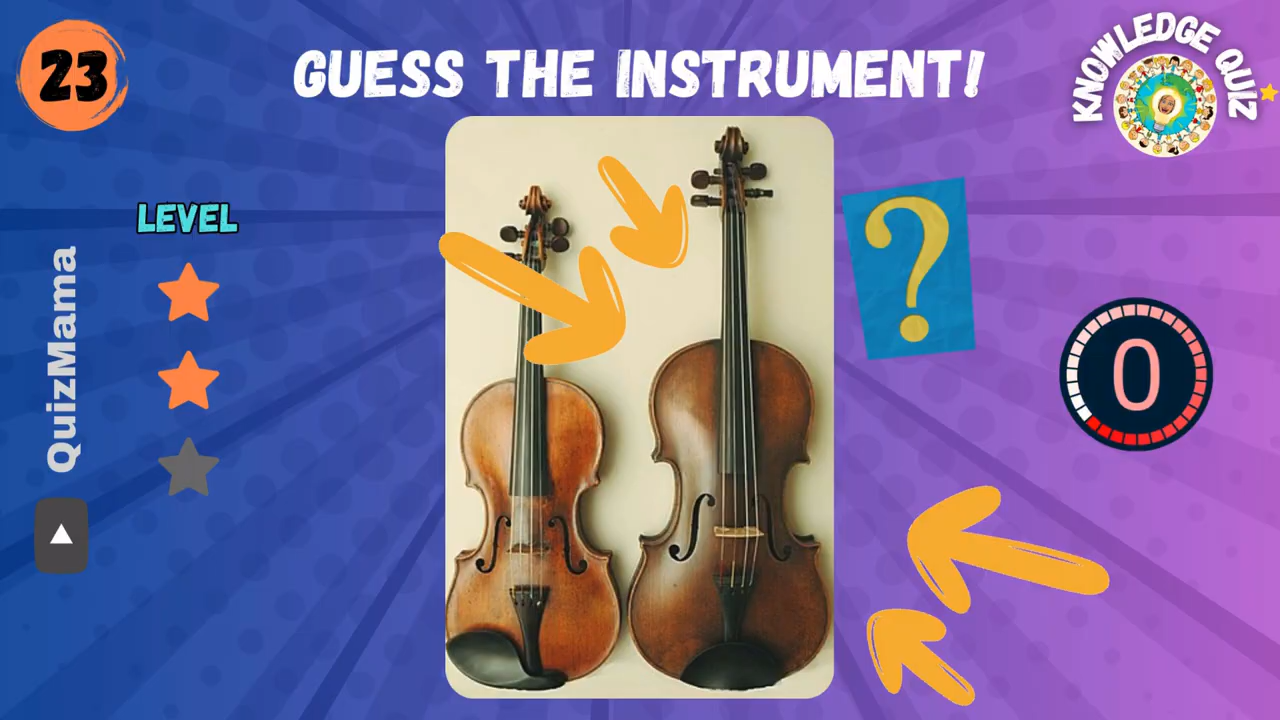 23
GUESS THE INSTRUMENT!
KNOWLEDGE QUIZ
LEVEL
QuizMama
?
0